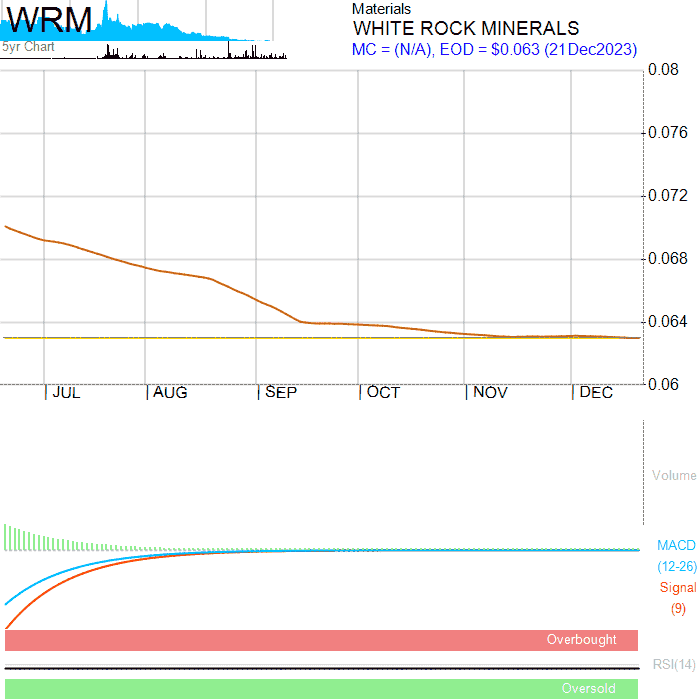 WRM
5yr Chart
Materials
WHITE ROCK MINERALS
MC = (N/A), EOD = $0.063 (21Dec2023)
0.08
0.076
0.072
0.068
0.064
0.06
JUL AUG SEP OCT NOV DEC
Volume
MACD
(12-26)
Signal
(9)
Overbought
RSI(14)
Oversold